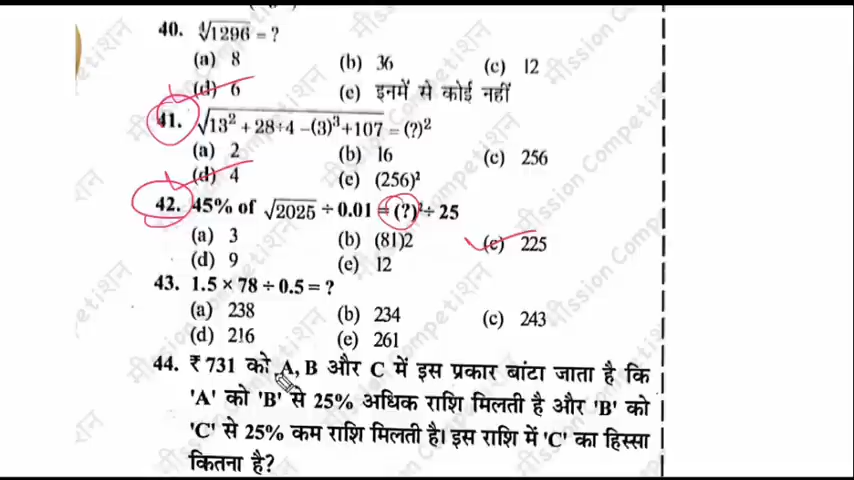 40. ∜1296 = ?
(a) 8 (b) 36 (c) 12
(d) 6 (e) इनमें से कोई नहीं
41. √13² + 28÷4 –(3)³+107 = (?)²
(a) 2 (b) 16 (c) 256
(d) 4 (e) (256)²
42. 45% of √2025 ÷ 0.01 = (?)² ÷ 25
(a) 3 (b) (81)2 (c) 225
(d) 9 (e) 12
43. 1.5 × 78 ÷ 0.5 = ?
(a) 238 (b) 234 (c) 243
(d) 216 (e) 261
44. ₹ 731 को A, B और C में इस प्रकार बांटा जाता है कि
'A' को 'B' से 25% अधिक राशि मिलती है और 'B' को
'C' से 25% कम राशि मिलती है। इस राशि में 'C' का हिस्सा
कितना है?